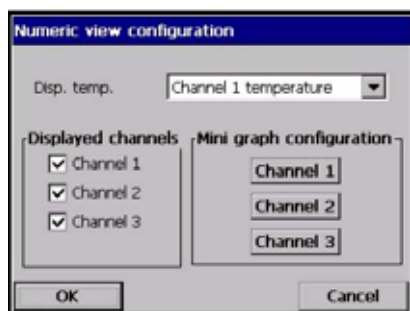 Numeric view configuration
Disp. temp. Channel 1 temperature
Displayed channels
Channel 1
Channel 2
Channel 3
Mini graph configuration
Channel 1
Channel 2
Channel 3
OK Cancel